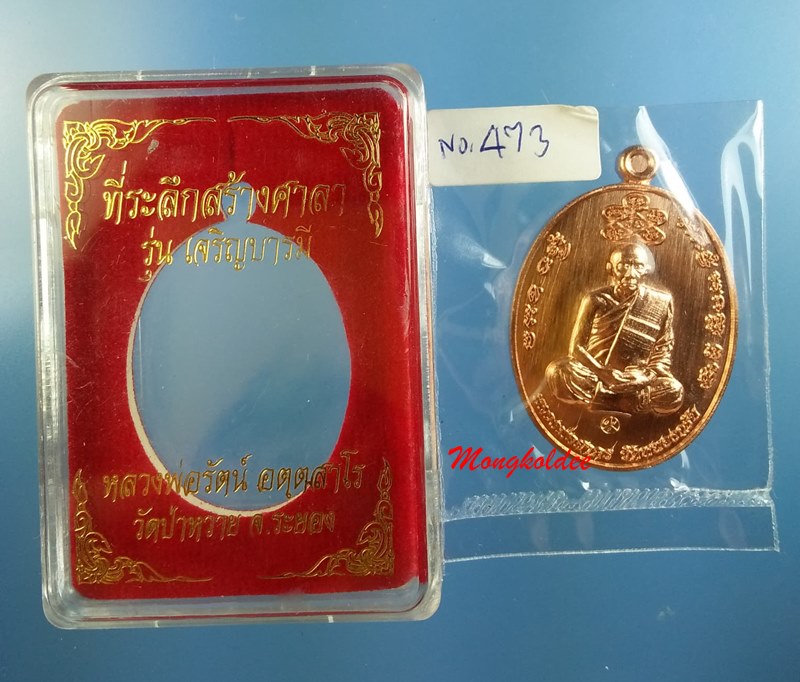 ที่ระลึกสร้างศาลา
รุ่น เจริญบารมี
หลวงพ่อรัตน์ อตฺตสาโร
วัดป่าหวาย จ.ระยอง
No. 473
Mongkoldee